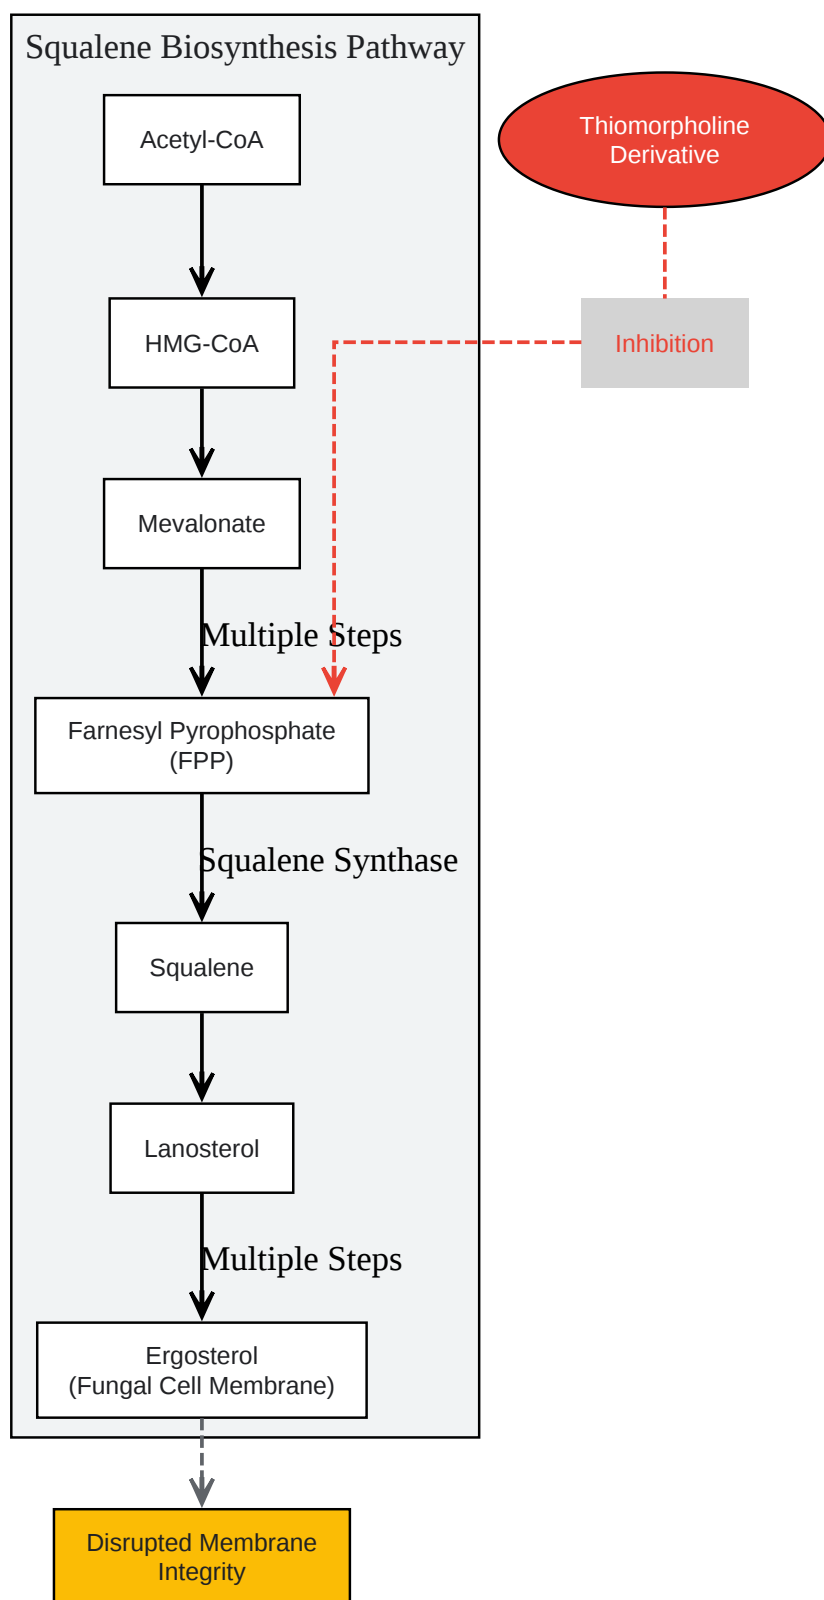 Squalene Biosynthesis Pathway
Acetyl-CoA
Thiomorpholine
Derivative
HMG-CoA
Inhibition
Mevalonate
Multiple Steps
Farnesyl Pyrophosphate
(FPP)
Squalene Synthase
Squalene
Lanosterol
Multiple Steps
Ergosterol
(Fungal Cell Membrane)
Disrupted Membrane
Integrity